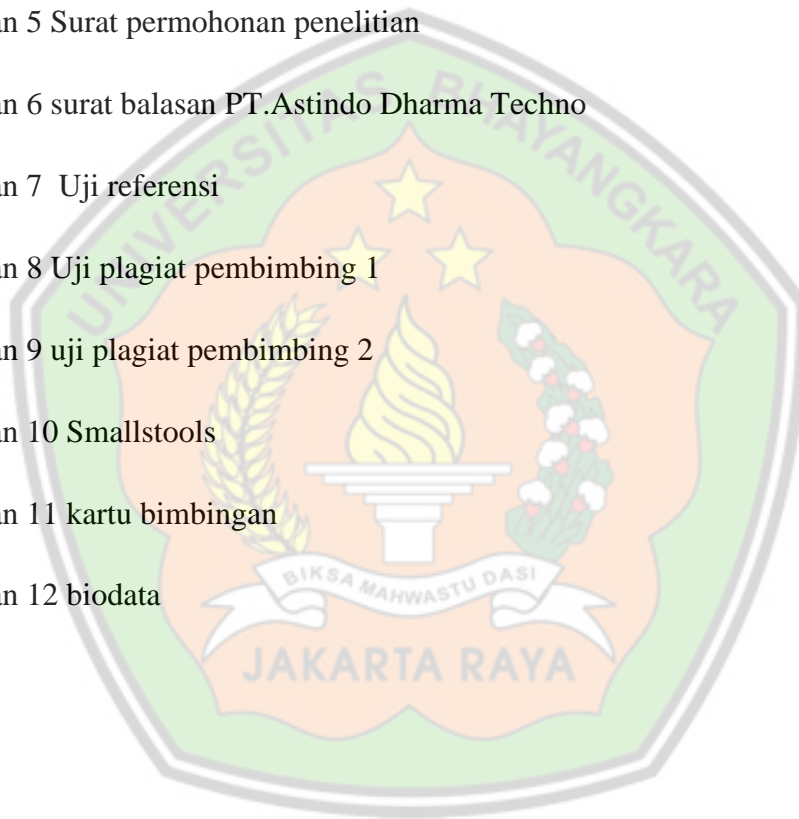 an 5 Surat permohonan penelitian
an 6 surat balasan PT.Astindo Dharma Techno
an 7 Uji referensi
an 8 Uji plagiat pembimbing 1
an 9 uji plagiat pembimbing 2
an 10 Smallstools
an 11 kartu bimbingan
an 12 biodata
UNIVERSITAS BHAYANGKARA
BIKSA MAHWASTU DASI
JAKARTA RAYA